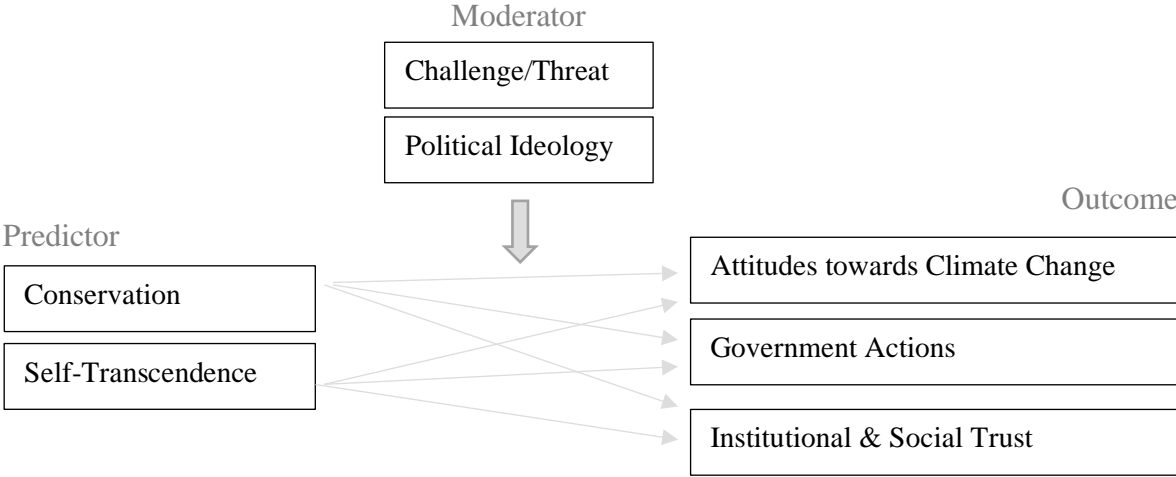 Moderator
Challenge/Threat
Political Ideology
Outcome
Predictor
Attitudes towards Climate Change
Conservation
Government Actions
Self-Transcendence
Institutional & Social Trust